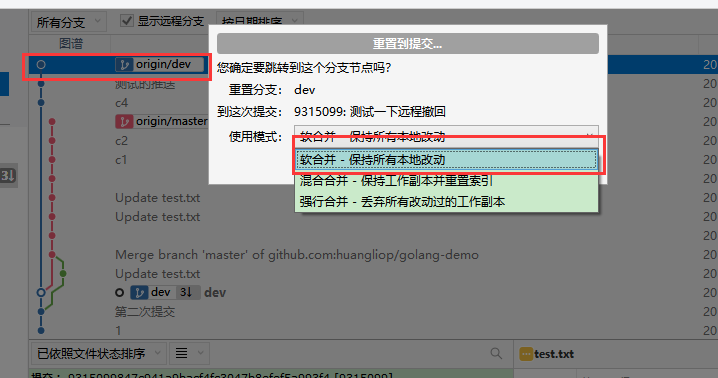 所有分支
显示远程分支
按日期排序
图谱
重置到提交...
origin/dev
您确定要跳转到这个分支节点吗?
重置分支: dev
到这次提交: 9315099: 测试一下远程撤回
使用模式: 软合并 - 保持所有本地改动
软合并 - 保持所有本地改动
混合合并 - 保持工作副本并重置索引
强行合并 - 丢弃所有改动过的工作副本
测试的推送
c4
origin/master
c2
c1
3
Update test.txt
Update test.txt
Merge branch 'master' of github.com:huangliop/golang-demo
Update test.txt
dev 3 dev
第二次提交
1
20
20
20
20
20
20
20
20
20
20
20
20
已依照文件状态排序
test.txt